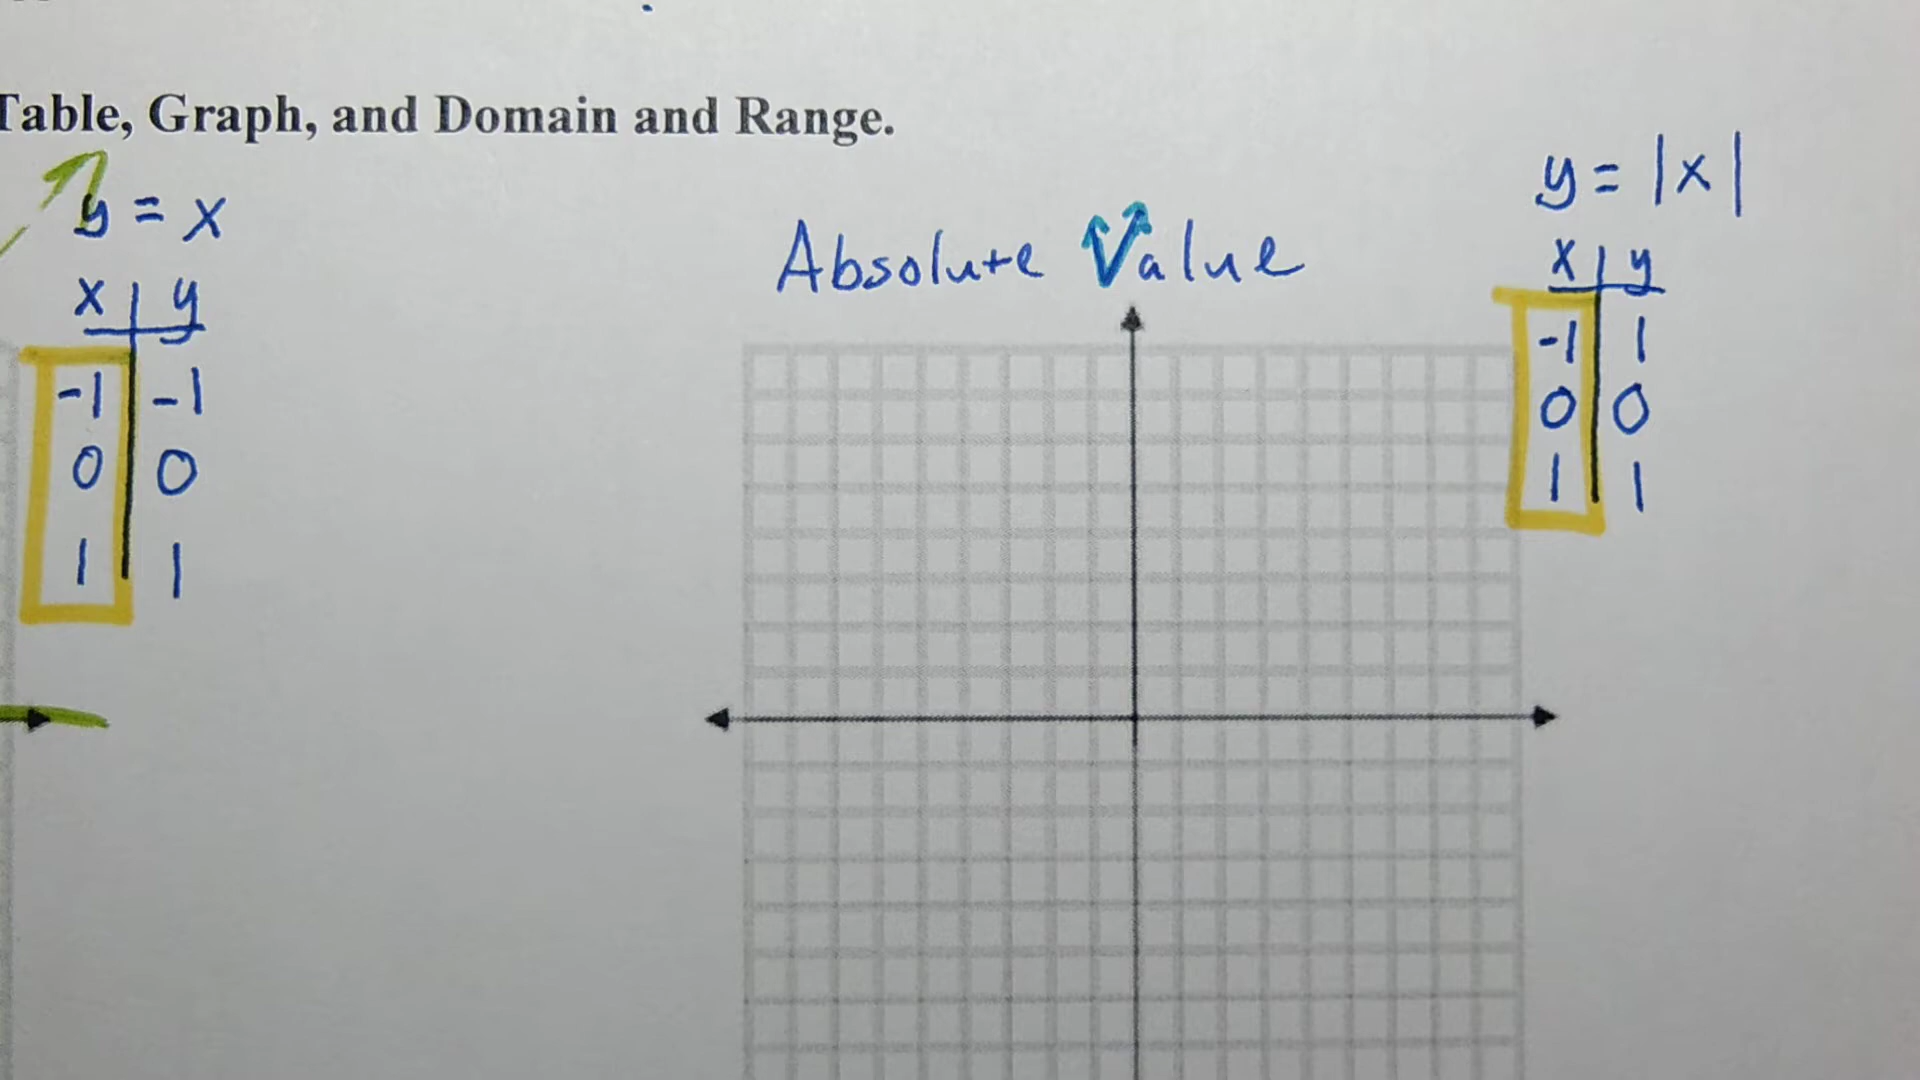 Table, Graph, and Domain and Range.
y = x
x y
-1 -1
0 0
1 1
Absolute Value
y = |x|
x y
-1 1
0 0
1 1